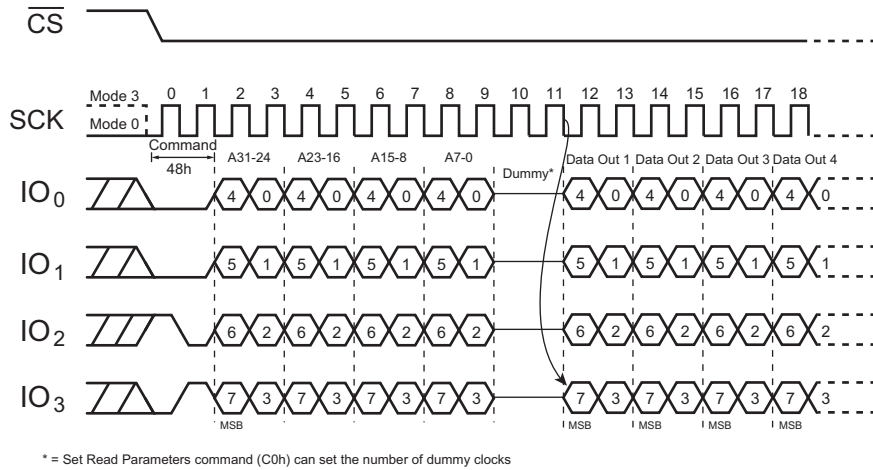 CS
Mode 3 0 1 2 3 4 5 6 7 8 9 10 11 12 13 14 15 16 17 18
SCK
Mode 0
Command A31-24 A23-16 A15-8 A7-0 Dummy* Data Out 1 Data Out 2 Data Out 3 Data Out 4
48h
IO0 4 0 4 0 4 0 4 0 4 0 4 0 4 0 4 0
IO1 5 1 5 1 5 1 5 1 5 1 5 1 5 1 5 1
IO2 6 2 6 2 6 2 6 2 6 2 6 2 6 2 6 2
IO3 7 3 7 3 7 3 7 3 7 3 7 3 7 3 7 3
MSB MSB MSB MSB MSB
* = Set Read Parameters command (C0h) can set the number of dummy clocks